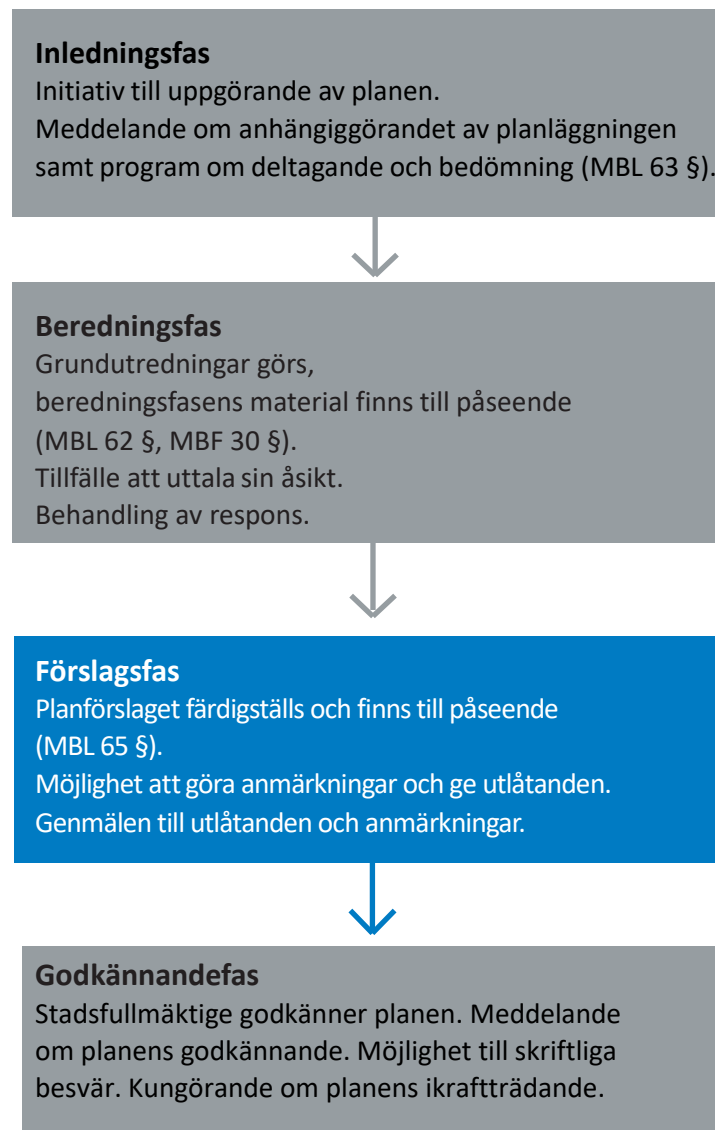 Inledningsfas
Initiativ till uppgörande av planen.
Meddelande om anhängiggörandet av planläggningen
samt program om deltagande och bedömning (MBL 63 §).
Beredningsfas
Grundutredningar görs,
beredningsfasens material finns till påseende
(MBL 62 §, MBF 30 §).
Tillfälle att uttala sin åsikt.
Behandling av respons.
Förslagsfas
Planförslaget färdigställs och finns till påseende
(MBL 65 §).
Möjlighet att göra anmärkningar och ge utlåtanden.
Genmälen till utlåtanden och anmärkningar.
Godkännandefas
Stadsfullmäktige godkänner planen. Meddelande
om planens godkännande. Möjlighet till skriftliga
besvär. Kungörande om planens ikraftträdande.